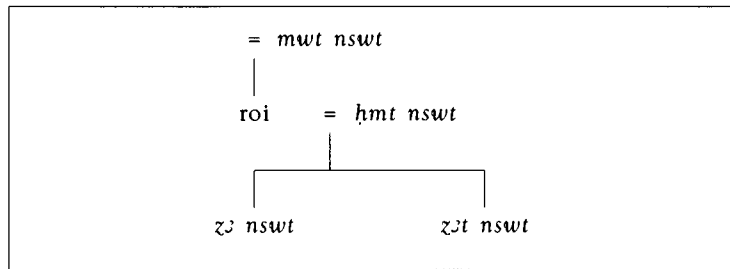 = mwt nswt
roi = ḥmt nswt
zꜣ nswt zꜣt nswt